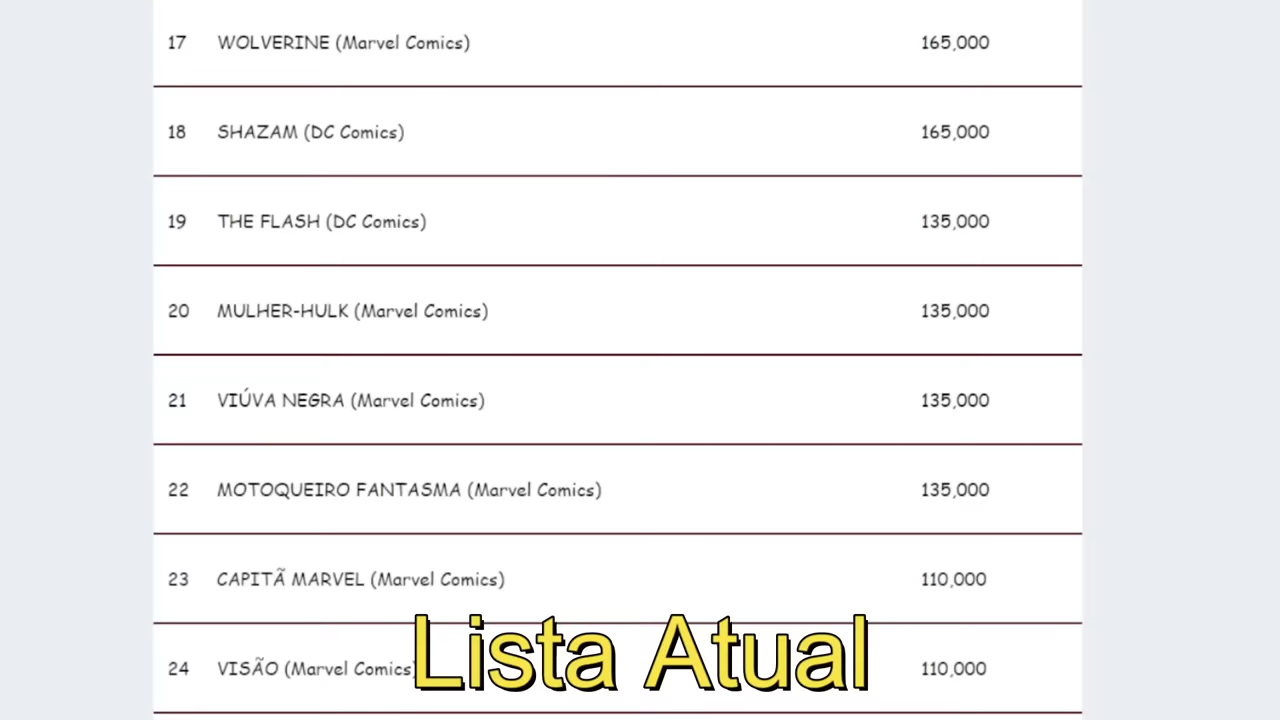 17 WOLVERINE (Marvel Comics) 165,000
18 SHAZAM (DC Comics) 165,000
19 THE FLASH (DC Comics) 135,000
20 MULHER-HULK (Marvel Comics) 135,000
21 VIÚVA NEGRA (Marvel Comics) 135,000
22 MOTOQUEIRO FANTASMA (Marvel Comics) 135,000
23 CAPITÃ MARVEL (Marvel Comics) 110,000
24 VISÃO (Marvel Comics) 110,000
Lista Atual